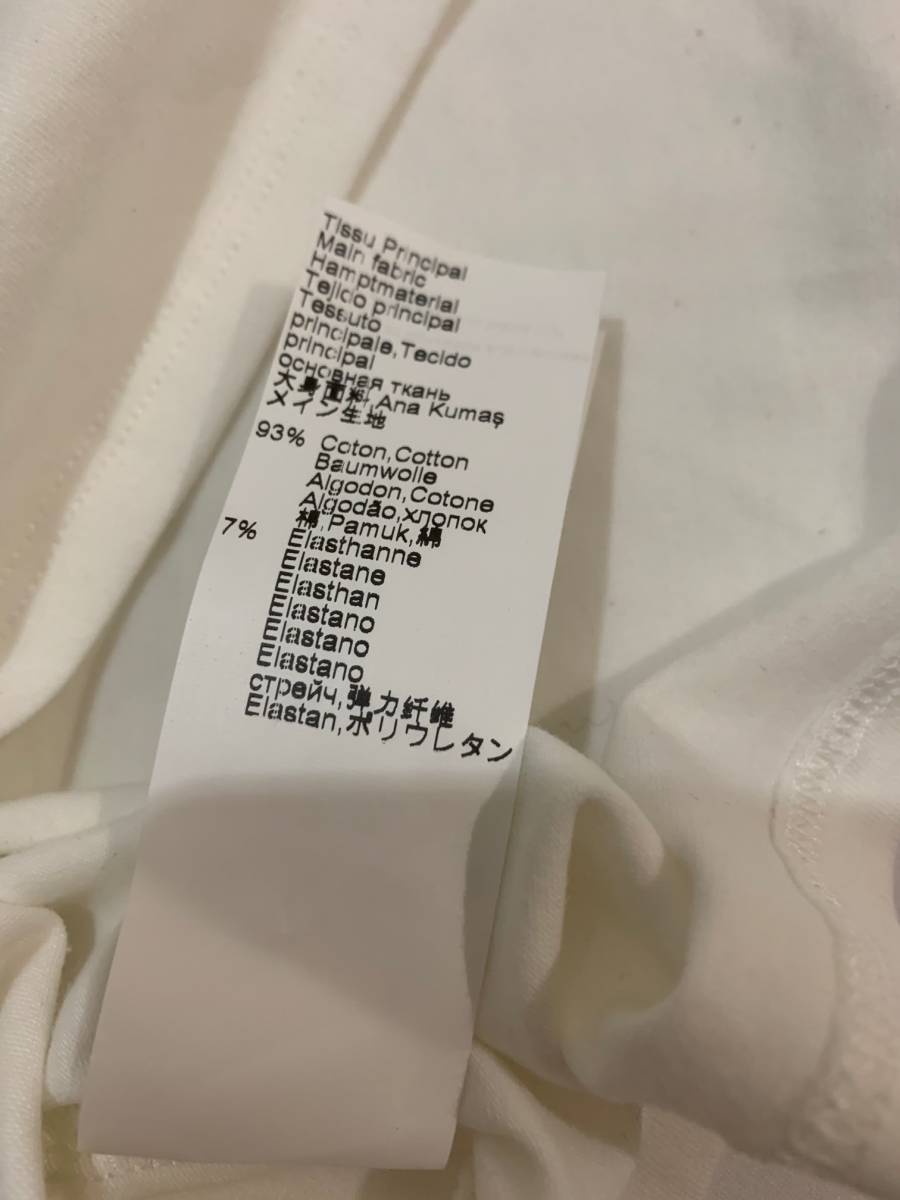 Tissu Principal
Main fabric
Hamptmaterial
Tejido principal
Tessuto
principale,Tecido
principal
основная ткань
大身面料,Ana Kumaş
メイン生地
93% Coton,Cotton
Baumwolle
Algodon,Cotone
Algodão,хлопок
棉,Pamuk,綿
7% Elasthanne
Elastane
Elasthan
Elastano
Elastano
Elastano
стрейч,弹力纤维
Elastan,ポリウレタン